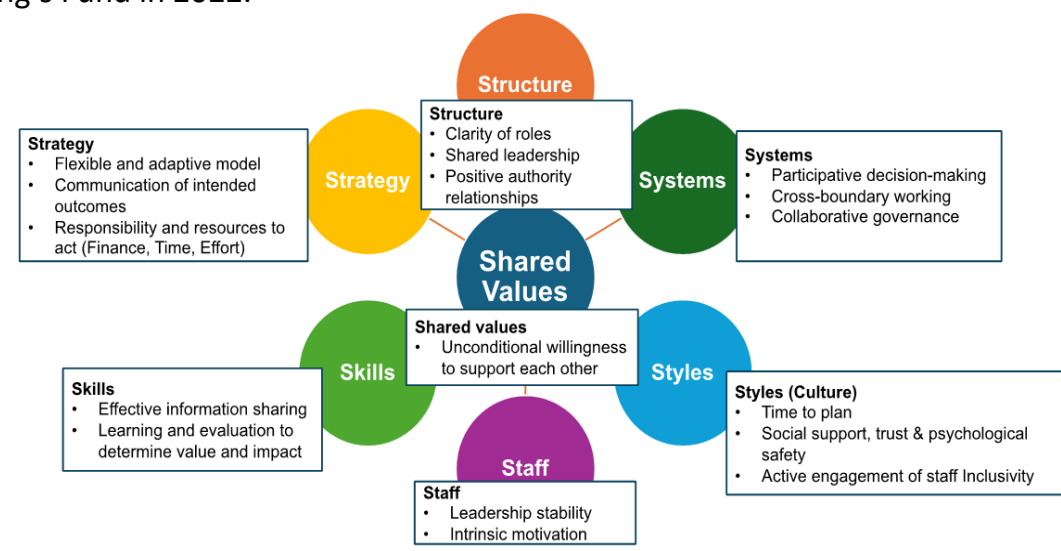 Structure
Structure
• Clarity of roles
• Shared leadership
• Positive authority
relationships
Strategy
Strategy
• Flexible and adaptive model
• Communication of intended
outcomes
• Responsibility and resources to
act (Finance, Time, Effort)
Systems
Systems
• Participative decision-making
• Cross-boundary working
• Collaborative governance
Shared
Values
Shared values
• Unconditional willingness
to support each other
Skills
Skills
• Effective information sharing
• Learning and evaluation to
determine value and impact
Styles
Styles (Culture)
• Time to plan
• Social support, trust & psychological
safety
• Active engagement of staff Inclusivity
Staff
Staff
• Leadership stability
• Intrinsic motivation